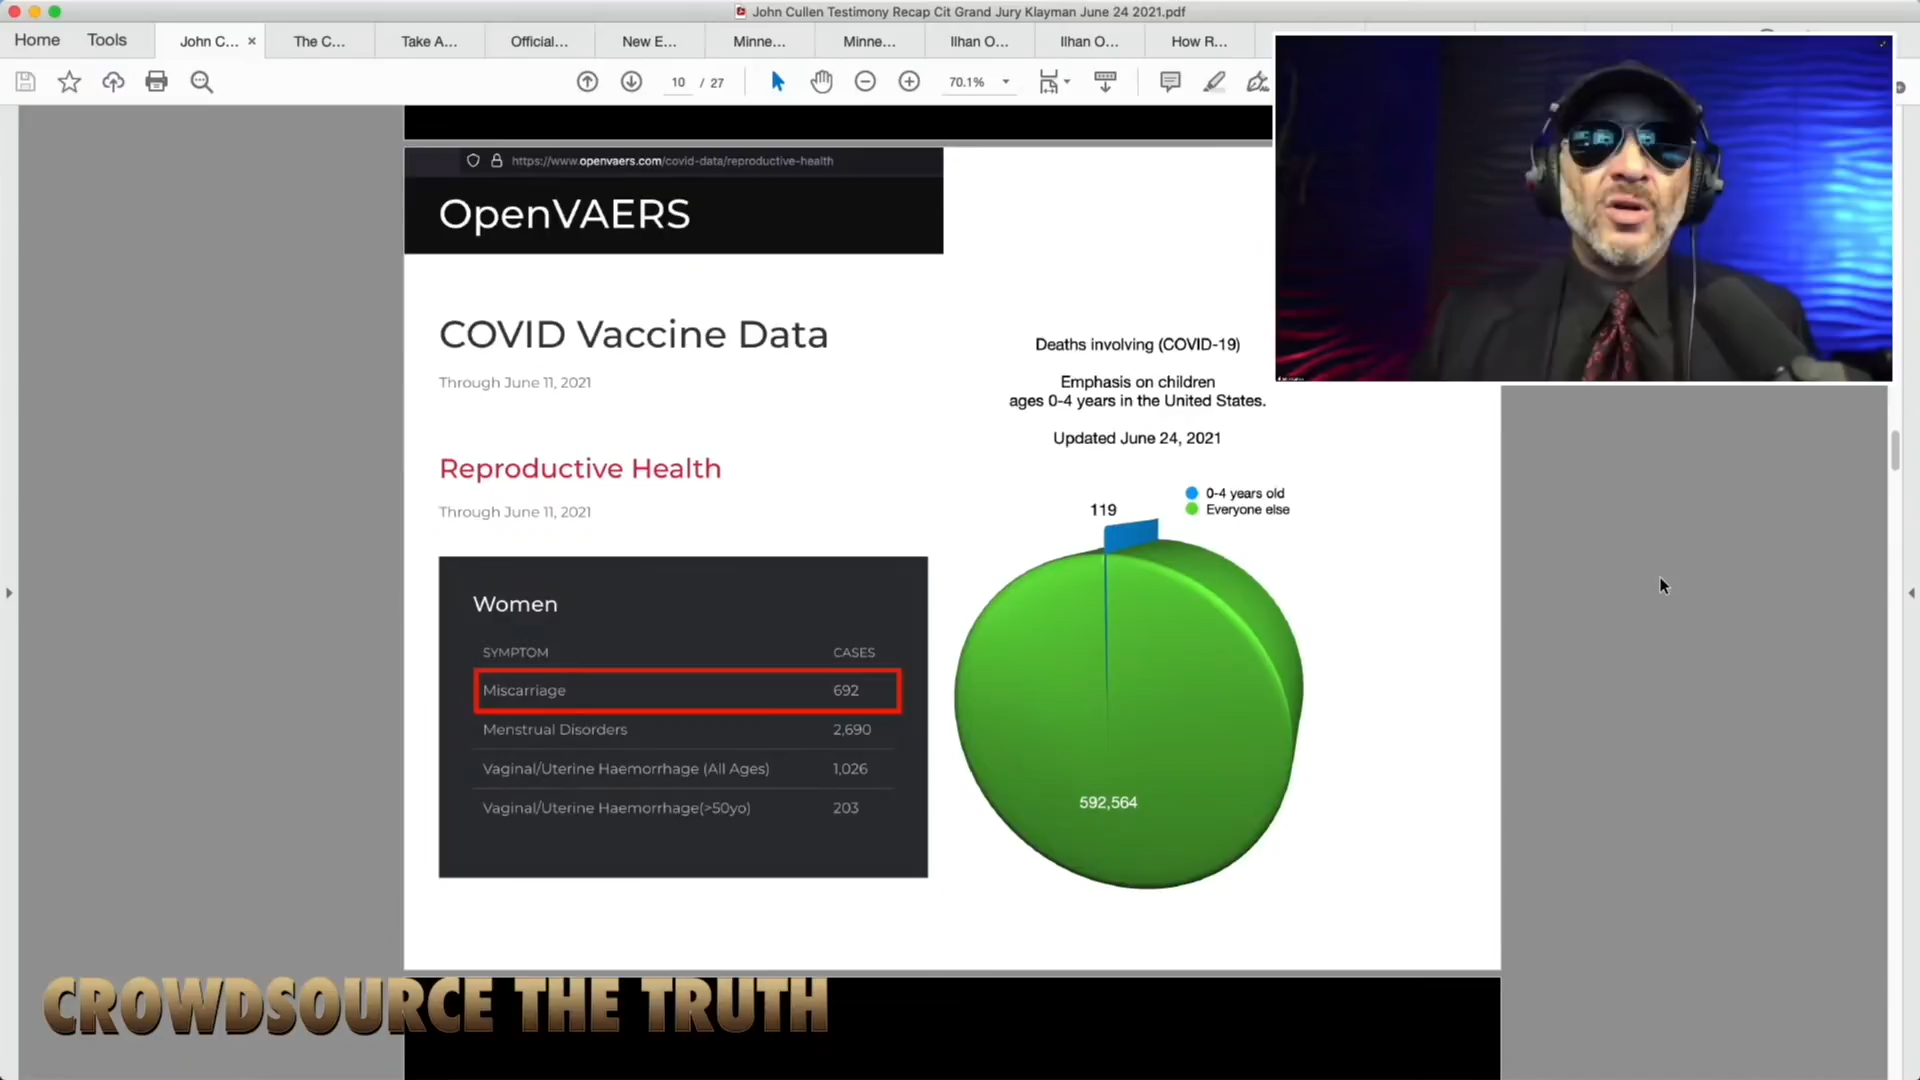 John Cullen Testimony Recap Cit Grand Jury Klayman June 24 2021.pdf
Home
Tools
John C...
The C...
Take A...
Official...
New E...
Minne...
Minne...
Ilhan O...
Ilhan O...
How R...
10 / 27
70.1%
https://www.openvaers.com/covid-data/reproductive-health
OpenVAERS
COVID Vaccine Data
Through June 11, 2021
Reproductive Health
Through June 11, 2021
Women
SYMPTOM CASES
Miscarriage 692
Menstrual Disorders 2,690
Vaginal/Uterine Haemorrhage (All Ages) 1,026
Vaginal/Uterine Haemorrhage(>50yo) 203
Deaths involving (COVID-19)
Emphasis on children
ages 0-4 years in the United States.
Updated June 24, 2021
0-4 years old
Everyone else
119
592,564
CROWDSOURCE THE TRUTH